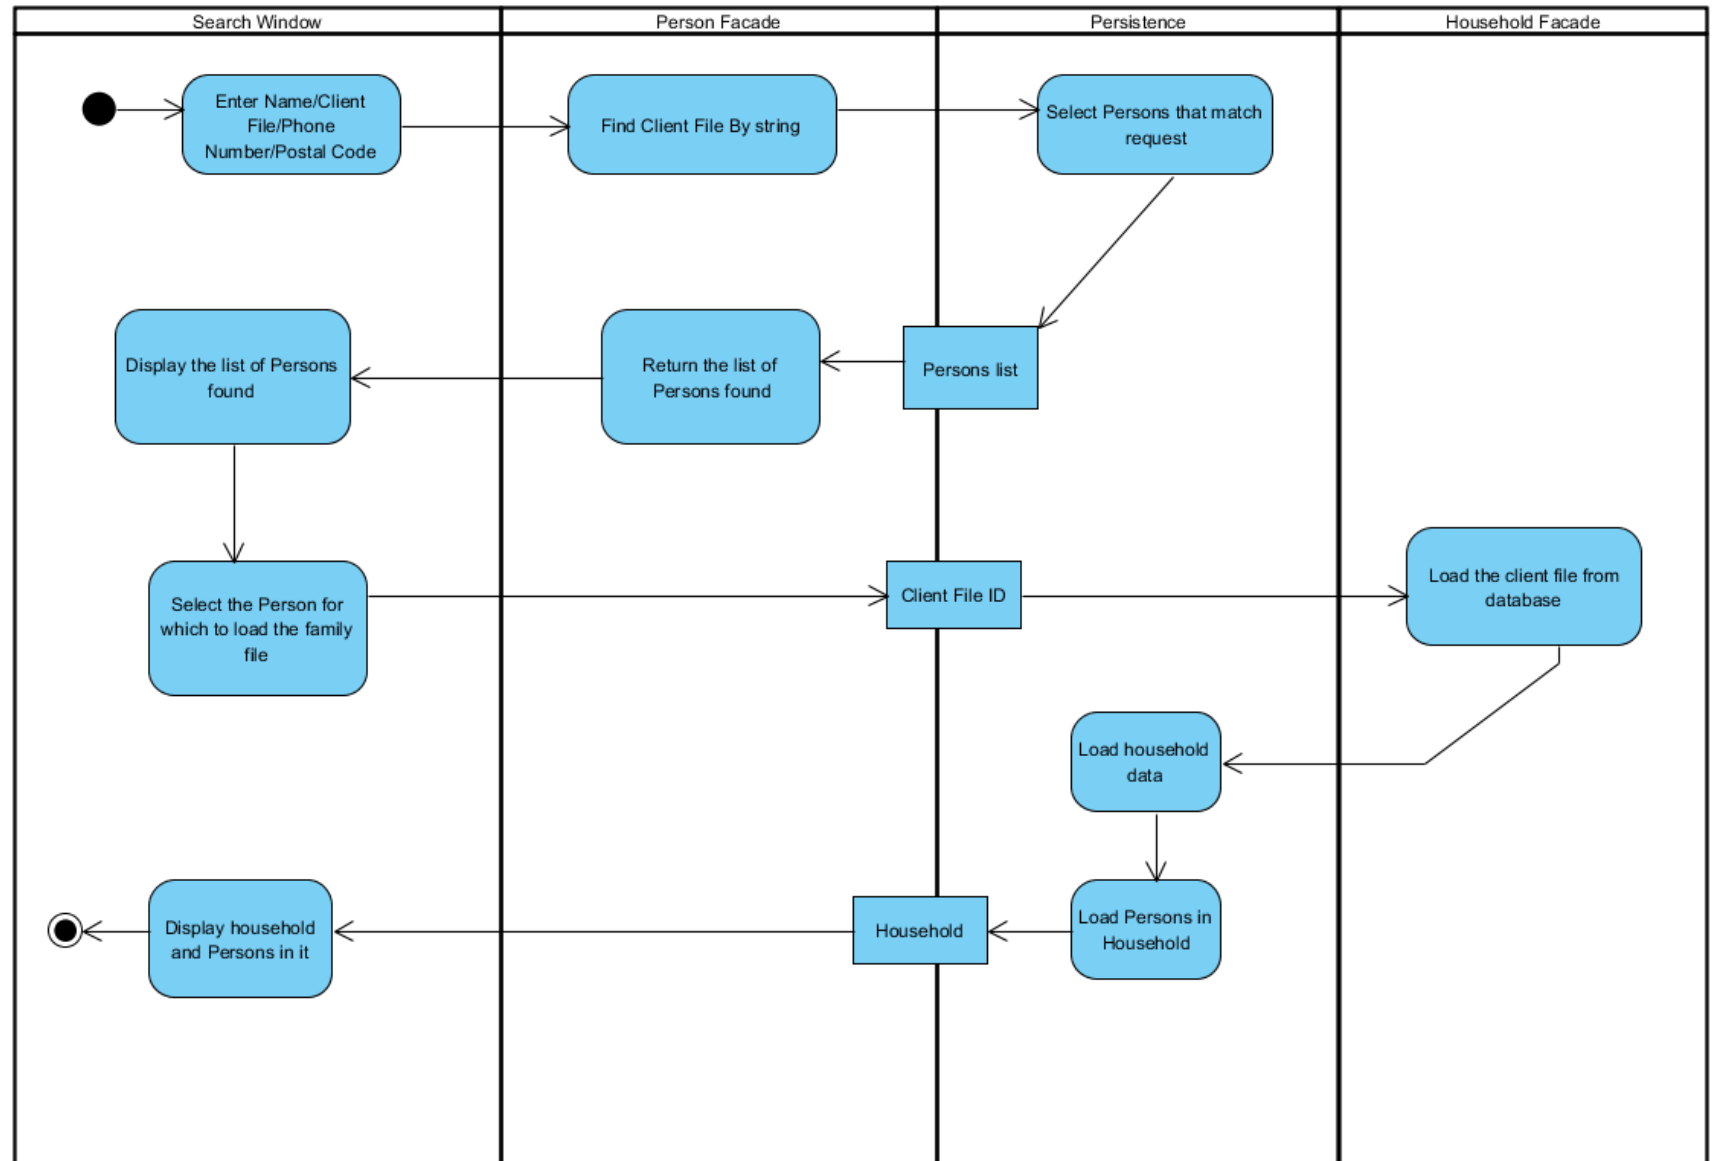 Search Window
Person Facade
Persistence
Household Facade
Enter Name/Client
File/Phone
Number/Postal Code
Find Client File By string
Select Persons that match
request
Display the list of Persons
found
Return the list of
Persons found
Persons list
Select the Person for
which to load the family
file
Client File ID
Load the client file from
database
Load household
data
Display household
and Persons in it
Household
Load Persons in
Household